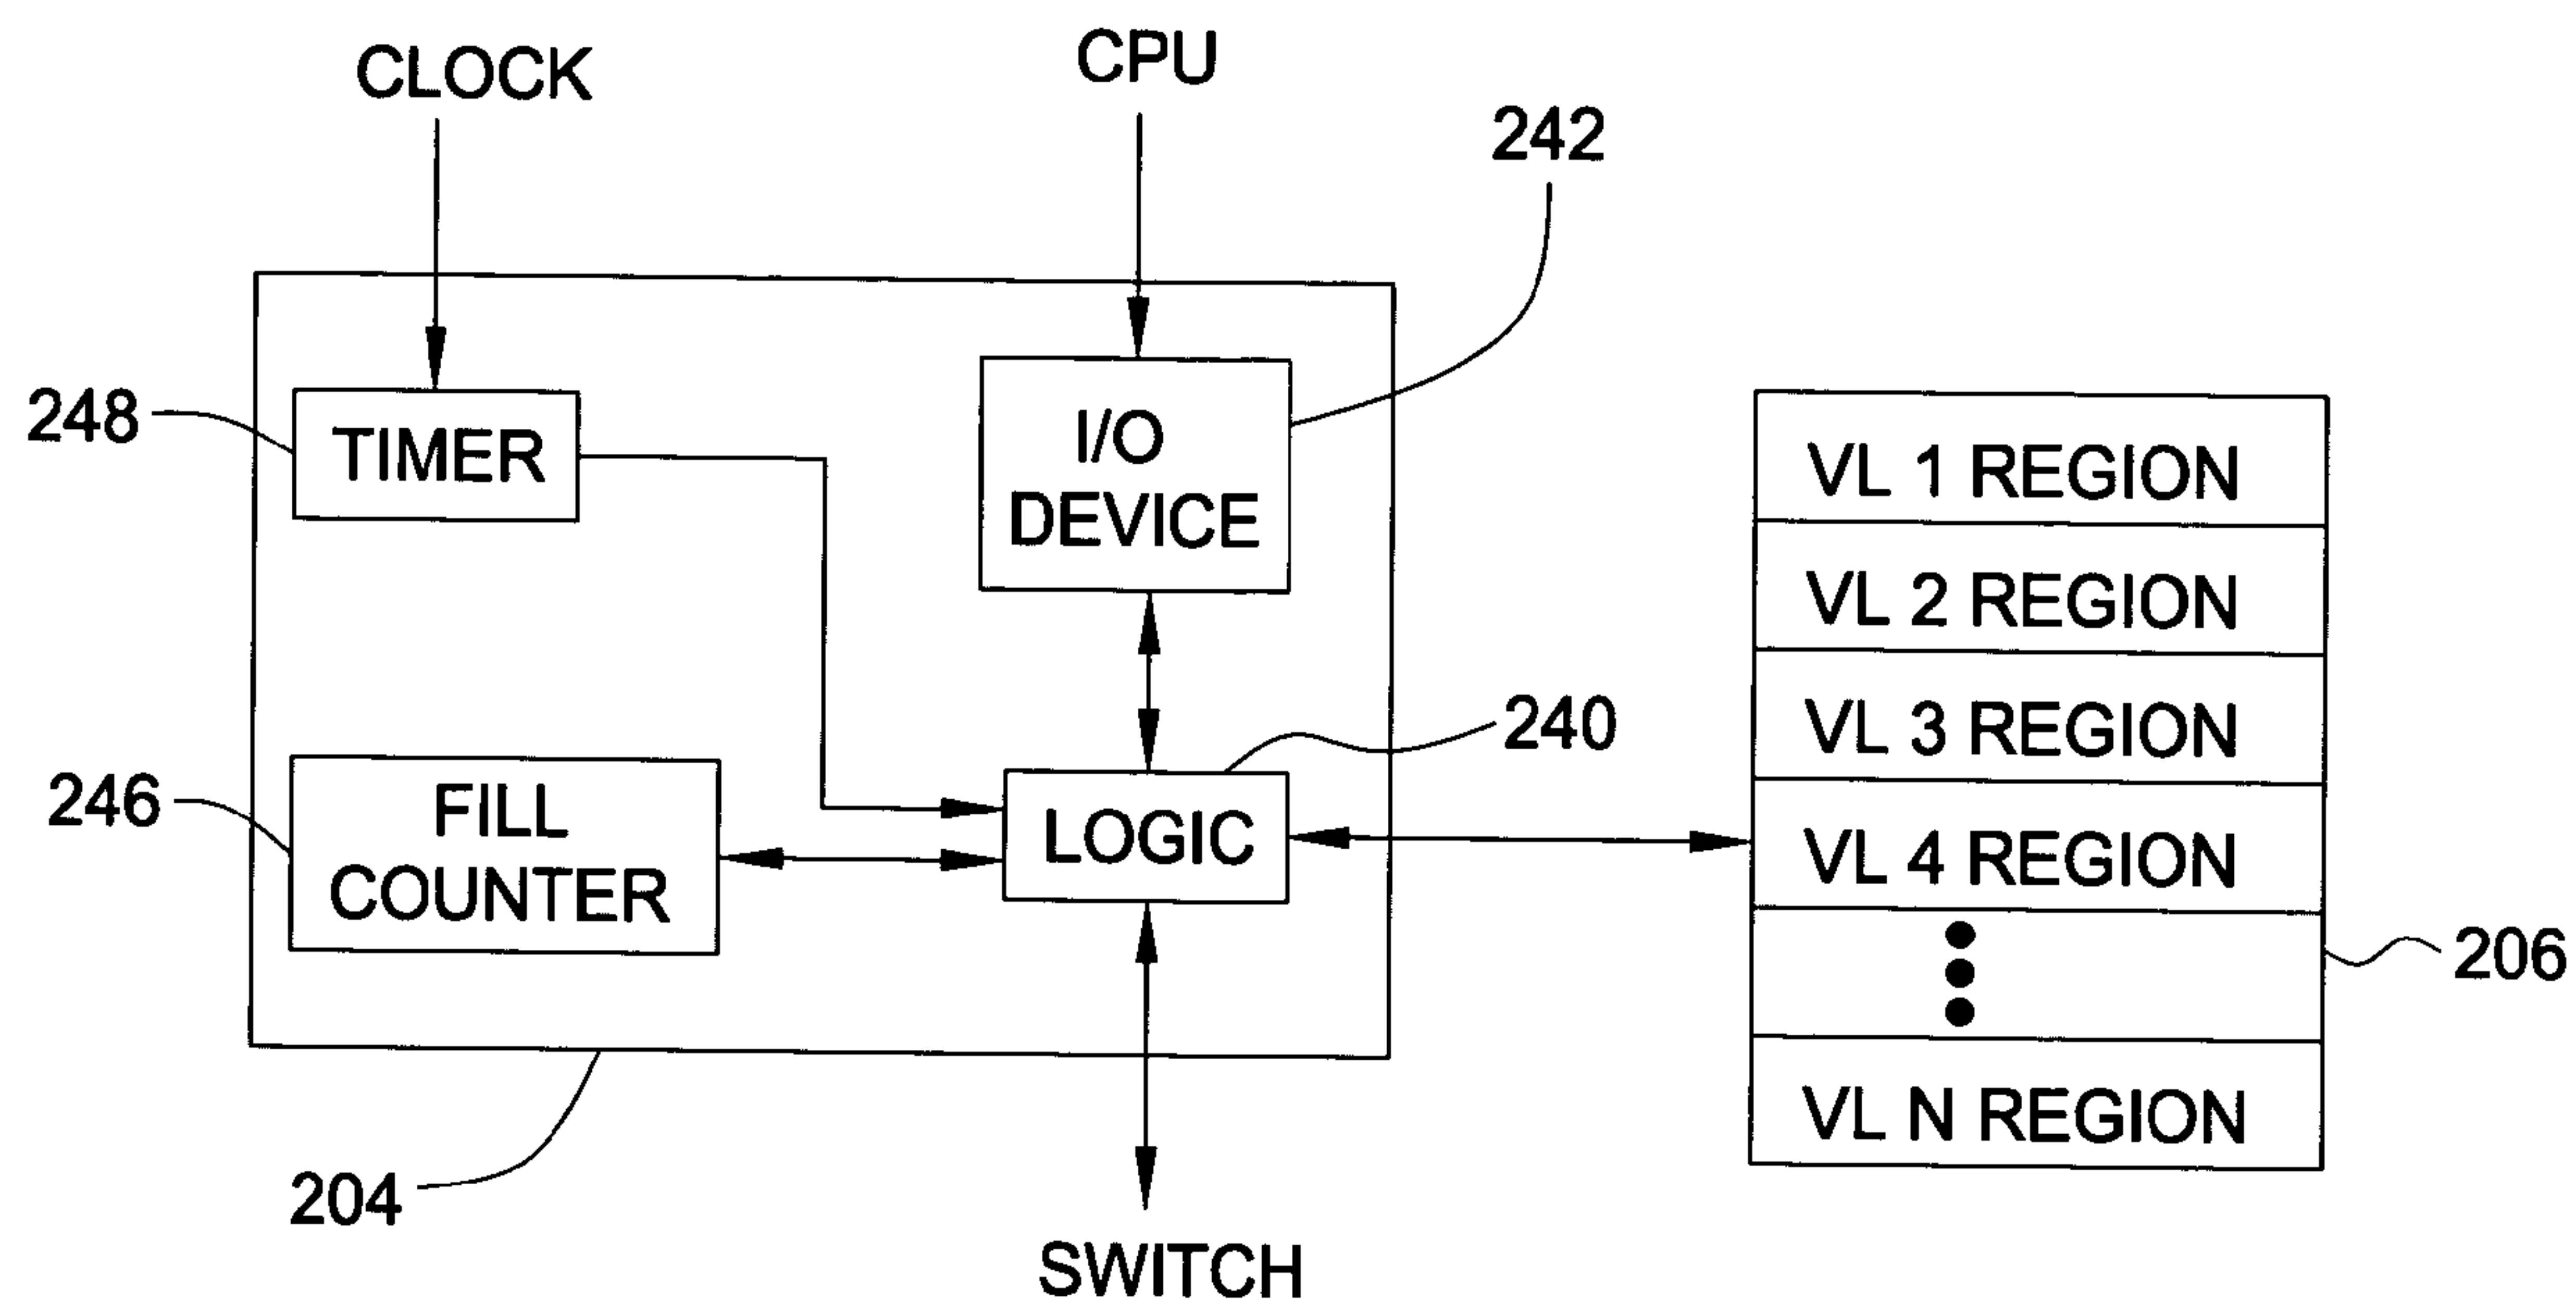 CLOCK
CPU
242
248
TIMER
I/O
DEVICE
VL 1 REGION
VL 2 REGION
VL 3 REGION
240
246
FILL
COUNTER
LOGIC
VL 4 REGION
206
VL N REGION
204
SWITCH